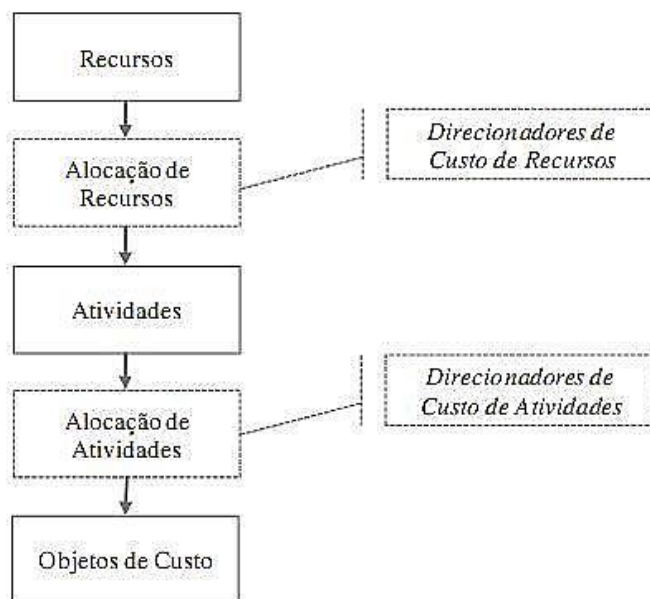 Recursos
Direcionadores de
Custo de Recursos
Alocação de
Recursos
Atividades
Direcionadores de
Custo de Atividades
Alocação de
Atividades
Objetos de Custo